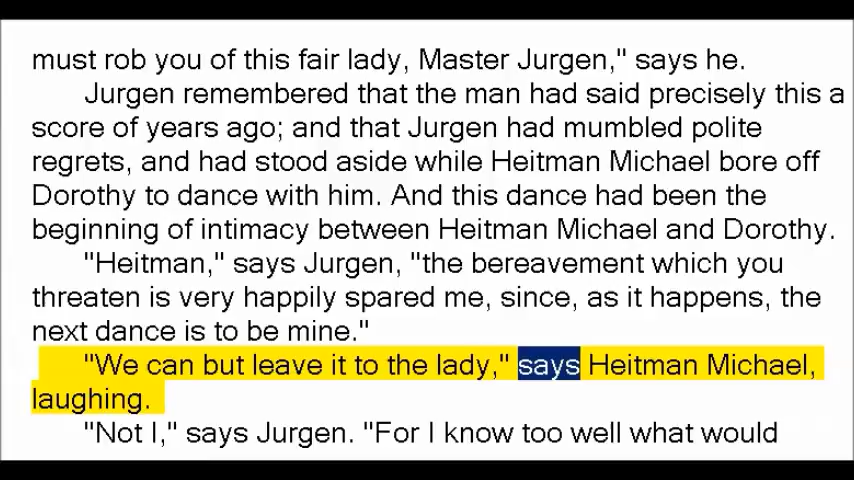 must rob you of this fair lady, Master Jurgen," says he.
Jurgen remembered that the man had said precisely this a
score of years ago; and that Jurgen had mumbled polite
regrets, and had stood aside while Heitman Michael bore off
Dorothy to dance with him. And this dance had been the
beginning of intimacy between Heitman Michael and Dorothy.
"Heitman," says Jurgen, "the bereavement which you
threaten is very happily spared me, since, as it happens, the
next dance is to be mine."
"We can but leave it to the lady," says Heitman Michael,
laughing.
"Not I," says Jurgen. "For I know too well what would